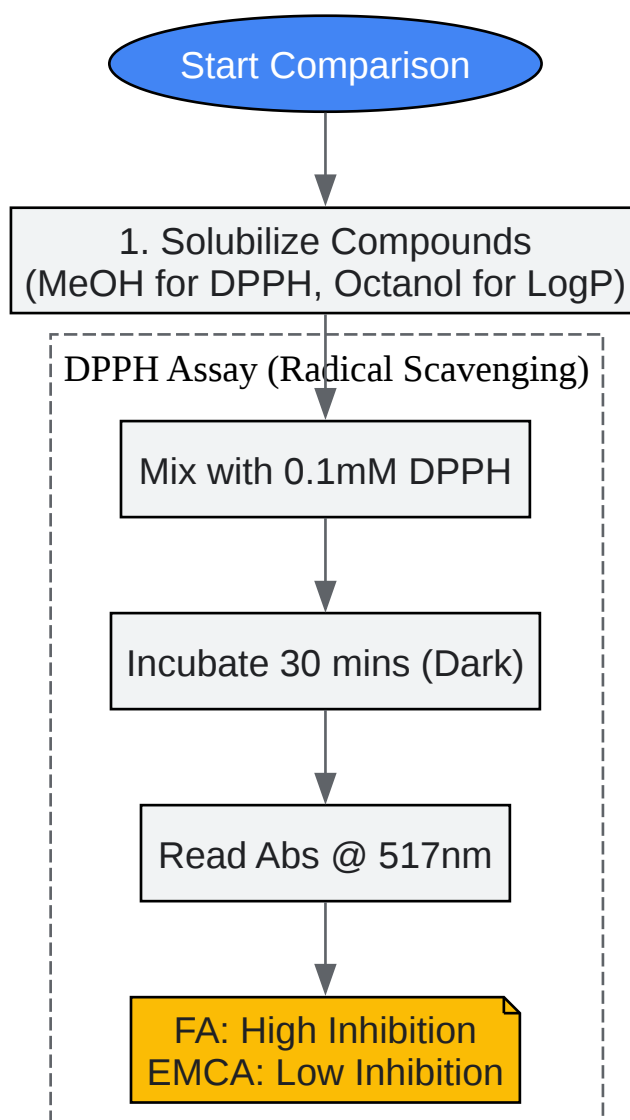 Start Comparison
1. Solubilize Compounds
(MeOH for DPPH, Octanol for LogP)
DPPH Assay (Radical Scavenging)
Mix with 0.1mM DPPH
Incubate 30 mins (Dark)
Read Abs @ 517nm
FA: High Inhibition
EMCA: Low Inhibition